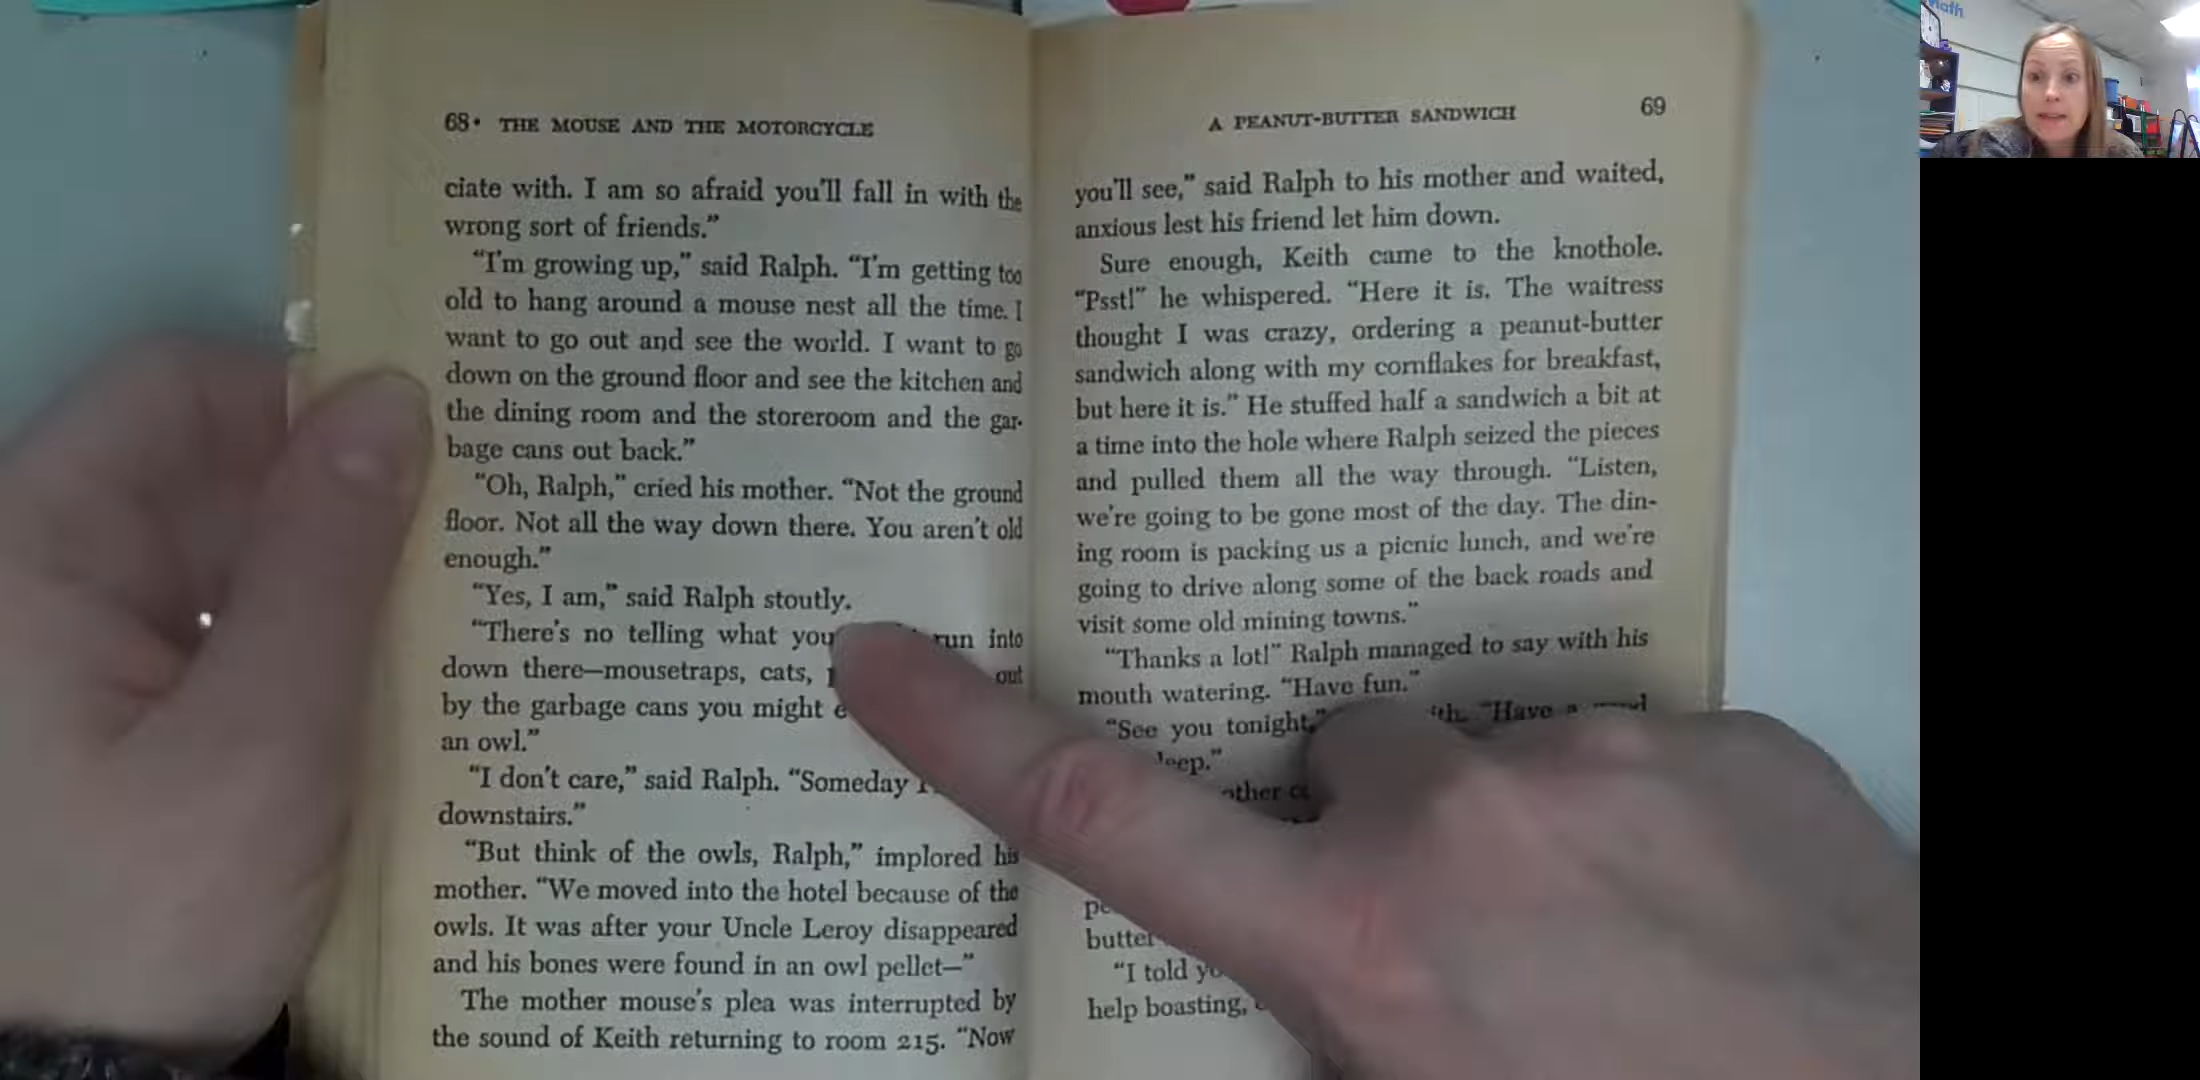 68• THE MOUSE AND THE MOTORCYCLE
ciate with. I am so afraid you'll fall in with the
wrong sort of friends."
"I'm growing up," said Ralph. "I'm getting too
old to hang around a mouse nest all the time. I
want to go out and see the world. I want to go
down on the ground floor and see the kitchen and
the dining room and the storeroom and the gar-
bage cans out back."
"Oh, Ralph," cried his mother. "Not the ground
floor. Not all the way down there. You aren't old
enough."
"Yes, I am," said Ralph stoutly.
"There's no telling what you run into
down there—mousetraps, cats, out
by the garbage cans you might
an owl."
"I don't care," said Ralph. "Someday
downstairs."
"But think of the owls, Ralph," implored his
mother. "We moved into the hotel because of the
owls. It was after your Uncle Leroy disappeared
and his bones were found in an owl pellet—"
The mother mouse's plea was interrupted by
the sound of Keith returning to room 215. "Now
A PEANUT-BUTTER SANDWICH 69
you'll see," said Ralph to his mother and waited,
anxious lest his friend let him down.
Sure enough, Keith came to the knothole.
"Psst!" he whispered. "Here it is. The waitress
thought I was crazy, ordering a peanut-butter
sandwich along with my cornflakes for breakfast,
but here it is." He stuffed half a sandwich a bit at
a time into the hole where Ralph seized the pieces
and pulled them all the way through. "Listen,
we're going to be gone most of the day. The din-
ing room is packing us a picnic lunch, and we're
going to drive along some of the back roads and
visit some old mining towns."
"Thanks a lot!" Ralph managed to say with his
mouth watering. "Have fun."
"See you tonight," "Have a
butter
"I told
help boasting,
Math